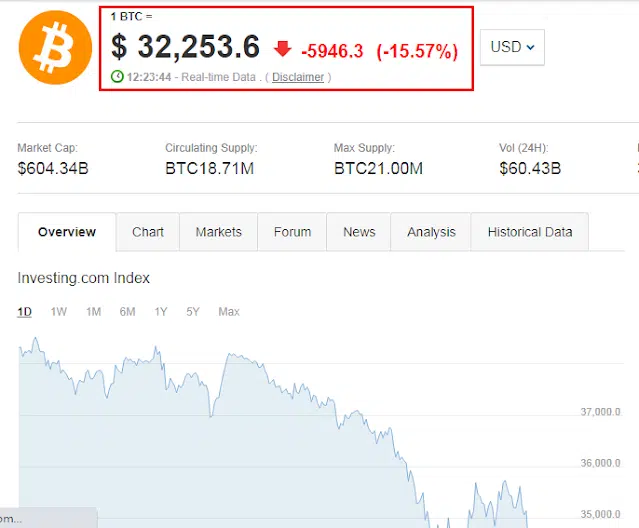 1 BTC =
$ 32,253.6 -5946.3 (-15.57%)
USD
12:23:44 - Real-time Data . ( Disclaimer )
Market Cap: Circulating Supply: Max Supply: Vol (24H):
$604.34B BTC18.71M BTC21.00M $60.43B
Overview Chart Markets Forum News Analysis Historical Data
Investing.com Index
1D 1W 1M 6M 1Y 5Y Max
37,000.0
36,000.0
35,000.0
om...